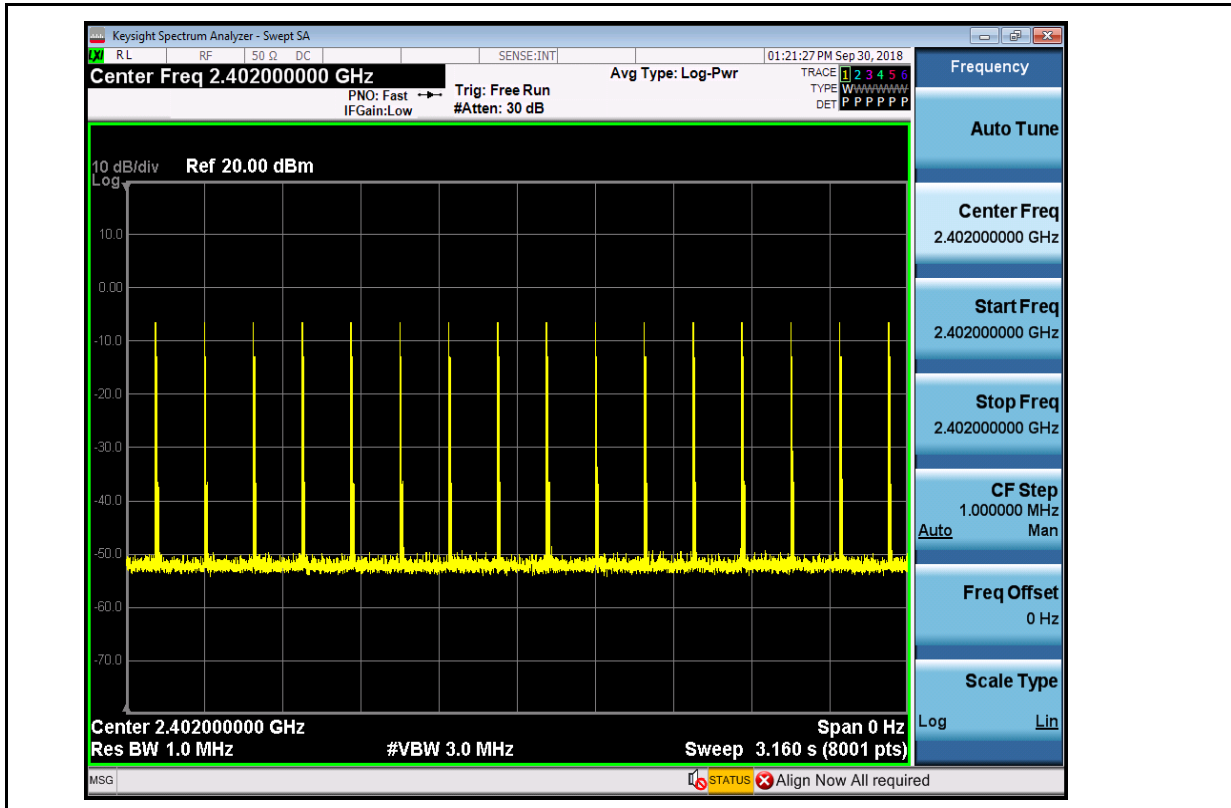 Keysight Spectrum Analyzer - Swept SA
LXI RL RF 50 Ω DC SENSE:INT 01:21:27 PM Sep 30, 2018
Center Freq 2.402000000 GHz
PNO: Fast
IFGain:Low
Trig: Free Run
#Atten: 30 dB
Avg Type: Log-Pwr
TRACE 1 2 3 4 5 6
TYPE WWWWWW
DET P P P P P P
10 dB/div Ref 20.00 dBm
Log
10.0
0.00
-10.0
-20.0
-30.0
-40.0
-50.0
-60.0
-70.0
Center 2.402000000 GHz Span 0 Hz
Res BW 1.0 MHz #VBW 3.0 MHz Sweep 3.160 s (8001 pts)
MSG STATUS Align Now All required
Frequency
Auto Tune
Center Freq
2.402000000 GHz
Start Freq
2.402000000 GHz
Stop Freq
2.402000000 GHz
CF Step
1.000000 MHz
Auto Man
Freq Offset
0 Hz
Scale Type
Log Lin